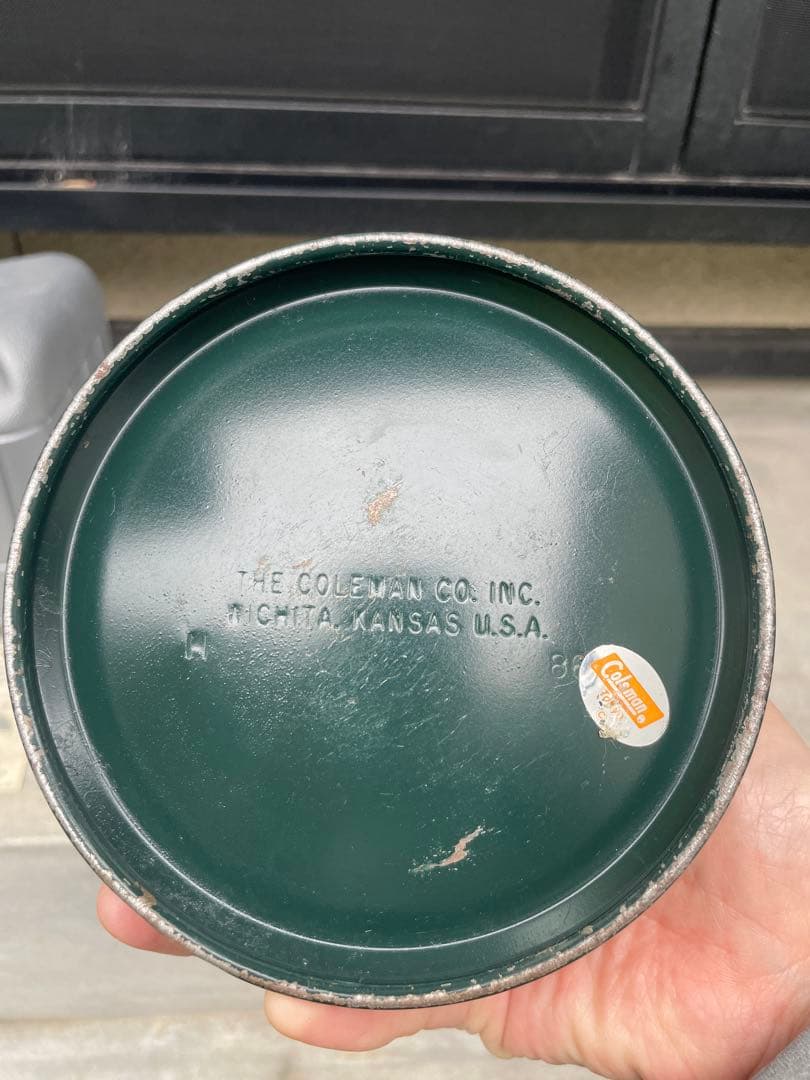 THE COLEMAN CO. INC.
WICHITA, KANSAS U.S.A.
H
Coleman